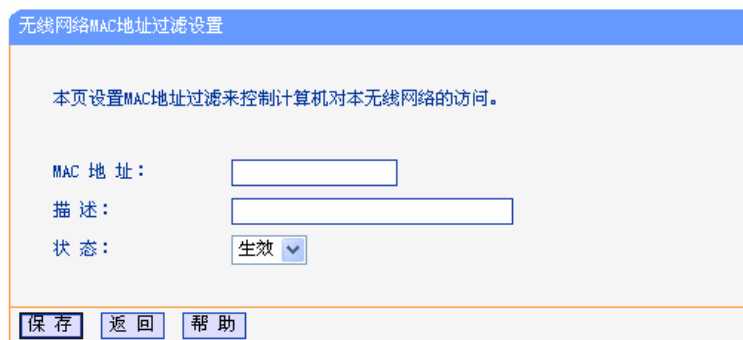 无线网络MAC地址过滤设置
本页设置MAC地址过滤来控制计算机对本无线网络的访问。
MAC 地 址：
描 述：
状 态： 生效
保 存 返 回 帮 助